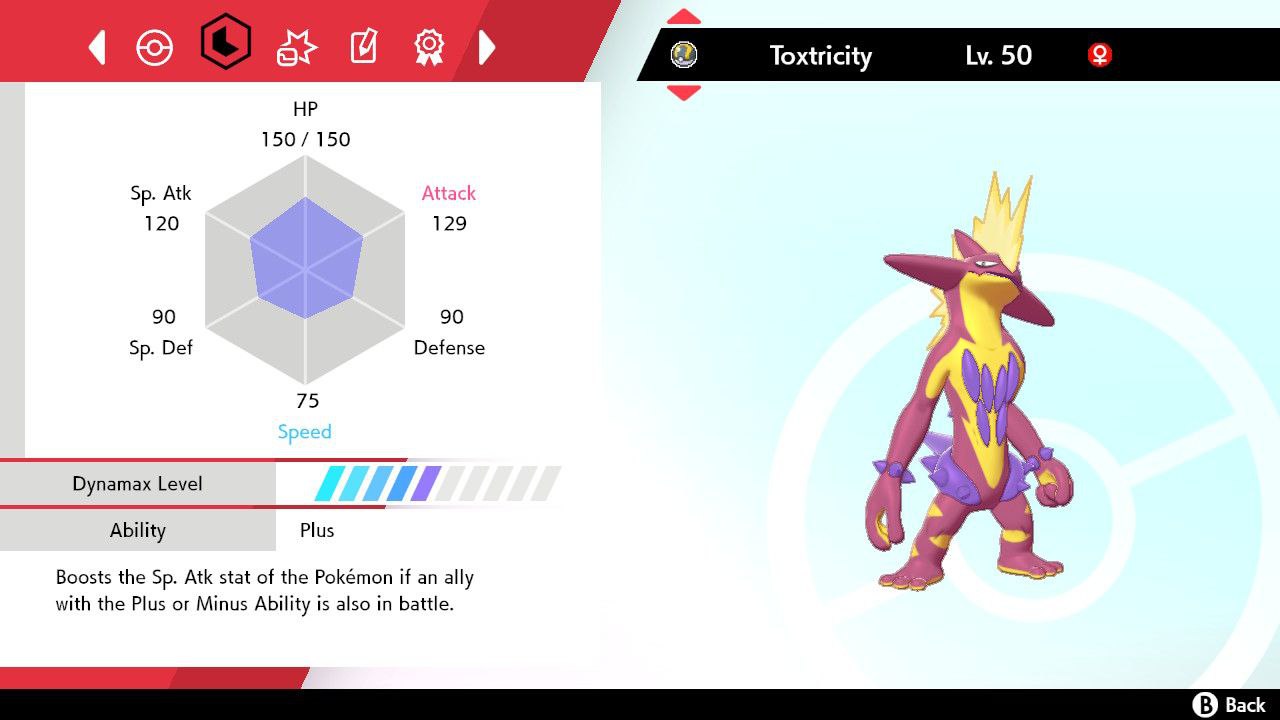 Toxtricity Lv. 50
HP
150 / 150
Sp. Atk
120
Attack
129
90
Sp. Def
90
Defense
75
Speed
Dynamax Level
Ability Plus
Boosts the Sp. Atk stat of the Pokémon if an ally
with the Plus or Minus Ability is also in battle.
B Back